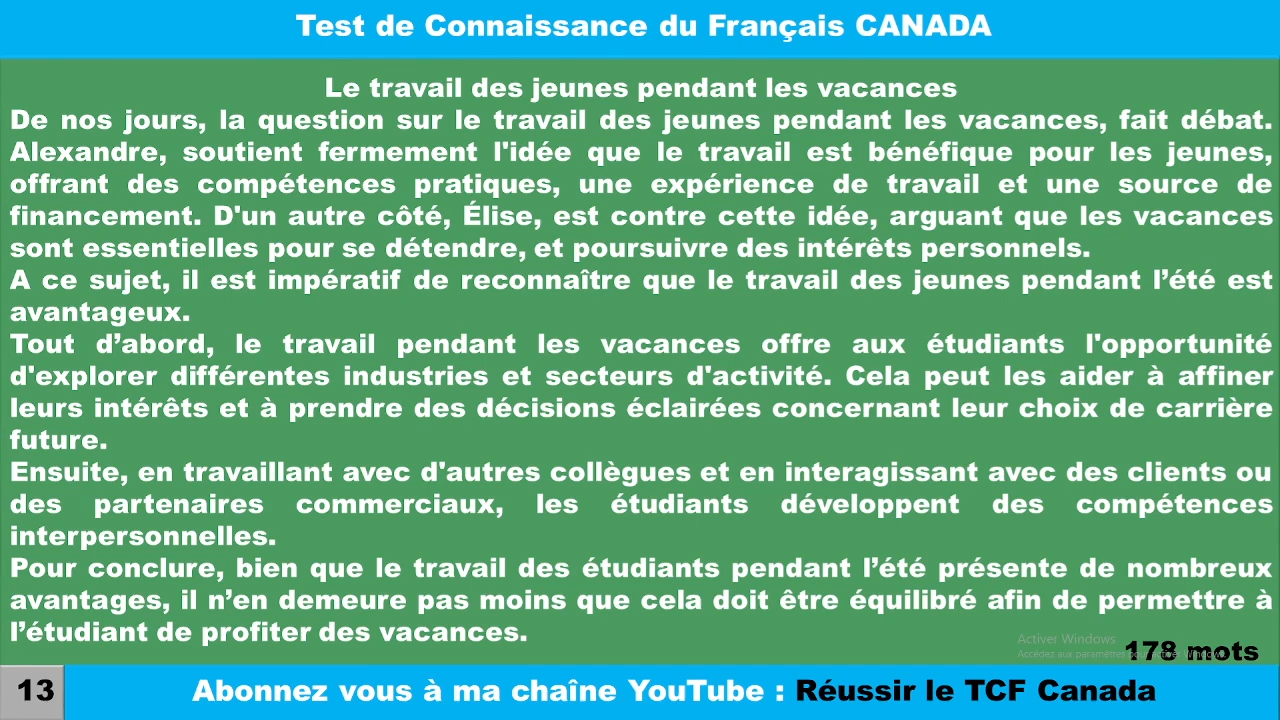 Test de Connaissance du Français CANADA
Le travail des jeunes pendant les vacances
De nos jours, la question sur le travail des jeunes pendant les vacances, fait débat.
Alexandre, soutient fermement l'idée que le travail est bénéfique pour les jeunes,
offrant des compétences pratiques, une expérience de travail et une source de
financement. D'un autre côté, Élise, est contre cette idée, arguant que les vacances
sont essentielles pour se détendre, et poursuivre des intérêts personnels.
A ce sujet, il est impératif de reconnaître que le travail des jeunes pendant l’été est
avantageux.
Tout d’abord, le travail pendant les vacances offre aux étudiants l'opportunité
d'explorer différentes industries et secteurs d'activité. Cela peut les aider à affiner
leurs intérêts et à prendre des décisions éclairées concernant leur choix de carrière
future.
Ensuite, en travaillant avec d'autres collègues et en interagissant avec des clients ou
des partenaires commerciaux, les étudiants développent des compétences
interpersonnelles.
Pour conclure, bien que le travail des étudiants pendant l’été présente de nombreux
avantages, il n’en demeure pas moins que cela doit être équilibré afin de permettre à
l’étudiant de profiter des vacances.
Activer Windows
Accédez aux paramètres pour activer Windows.
178 mots
13
Abonnez vous à ma chaîne YouTube : Réussir le TCF Canada